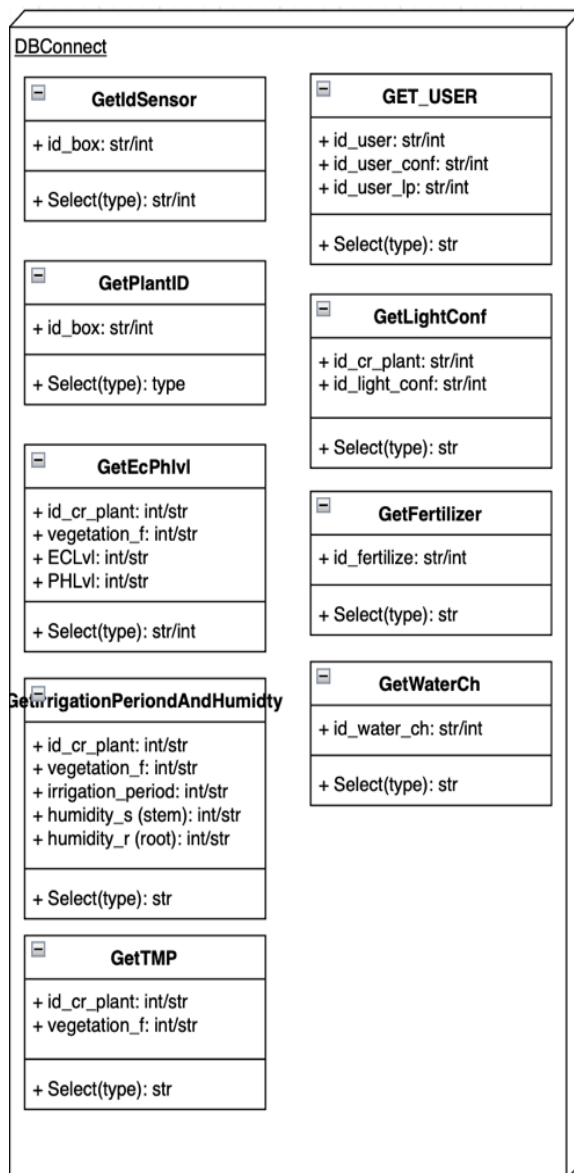 DBConnect
GetIdSensor
+ id_box: str/int
+ Select(type): str/int
GetPlantID
+ id_box: str/int
+ Select(type): type
GetEcPhlvl
+ id_cr_plant: int/str
+ vegetation_f: int/str
+ ECLvl: int/str
+ PHLvl: int/str
+ Select(type): str/int
GetIrrigationPeriondAndHumidty
+ id_cr_plant: int/str
+ vegetation_f: int/str
+ irrigation_period: int/str
+ humidity_s (stem): int/str
+ humidity_r (root): int/str
+ Select(type): str
GetTMP
+ id_cr_plant: int/str
+ vegetation_f: int/str
+ Select(type): str
GET_USER
+ id_user: str/int
+ id_user_conf: str/int
+ id_user_lp: str/int
+ Select(type): str
GetLightConf
+ id_cr_plant: str/int
+ id_light_conf: str/int
+ Select(type): str
GetFertilizer
+ id_fertilize: str/int
+ Select(type): str
GetWaterCh
+ id_water_ch: str/int
+ Select(type): str